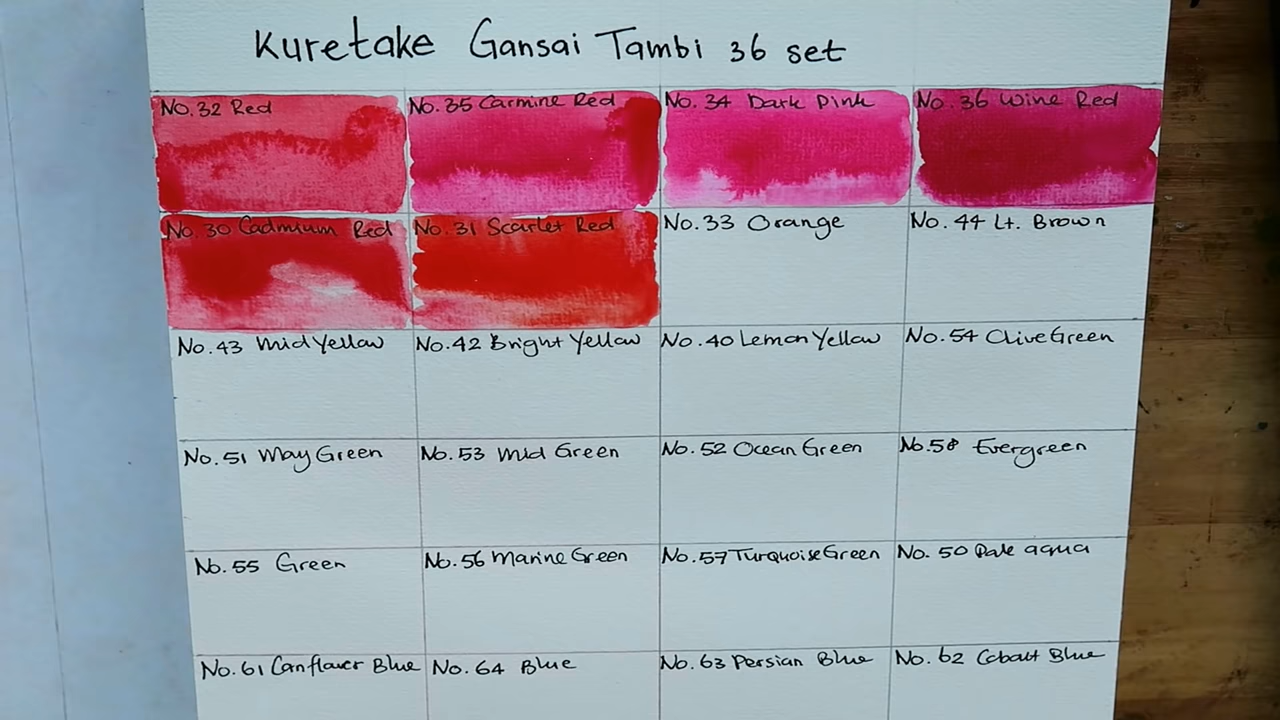 Kuretake Gansai Tambi 36 set
No.32 Red
No.35 Carmine Red
No.34 Dark Pink
No.36 Wine Red
No.30 Cadmium Red
No.31 Scarlet Red
No.33 Orange
No.44 Lt. Brown
No.43 Mid Yellow
No.42 Bright Yellow
No.40 Lemon Yellow
No.54 Olive Green
No.51 May Green
No.53 Mid Green
No.52 Ocean Green
No.58 Evergreen
No.55 Green
No.56 Marine Green
No.57 Turquoise Green
No.50 Pale aqua
No.61 Cornflower Blue
No.64 Blue
No.63 Persian Blue
No.62 Cobalt Blue